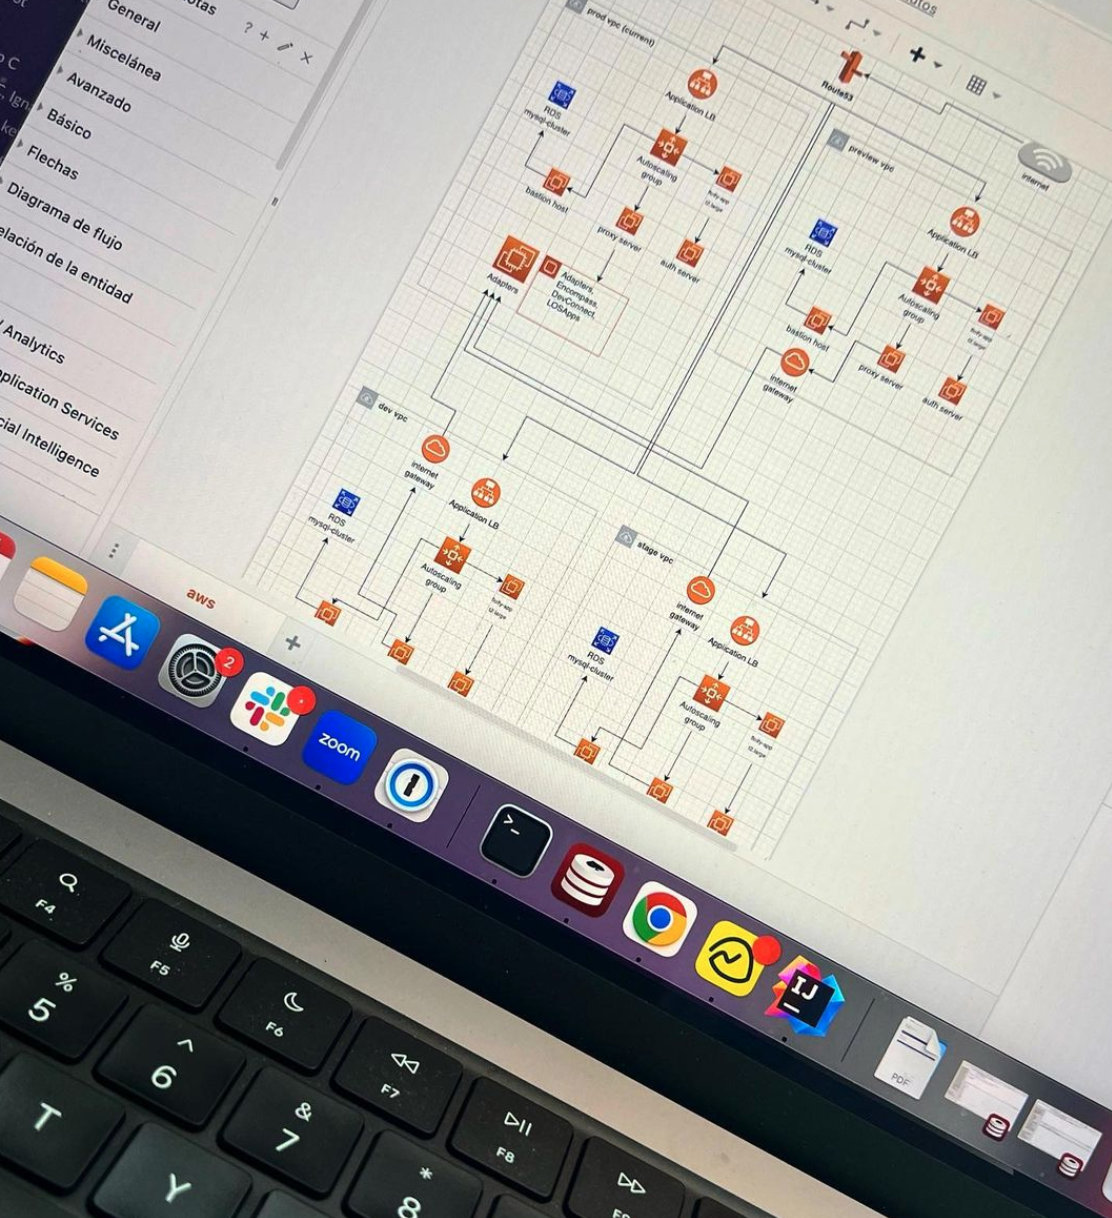 General
Miscelánea
Avanzado
Básico
Flechas
Diagrama de flujo
elación de la entidad
Analytics
plication Services
cial Intelligence
aws
prod vpc (current)
Application LB
Route53
RDS
mysql-cluster
Autoscaling
group
bastion host
proxy server
auth server
Adapters
Adapters,
Encompass,
DevConnect,
LOSApps
internet
preview vpc
Application LB
RDS
mysql-cluster
Autoscaling
group
bastion host
internet
gateway
proxy server
auth server
dev vpc
internet
gateway
Application LB
RDS
mysql-cluster
Autoscaling
group
stage vpc
internet
gateway
Application LB
RDS
mysql-cluster
Autoscaling
group
2
zoom
IJ
PDF
F4
F5
F6
F7
F8
%
5
^
6
&
7
*
8
T
Y